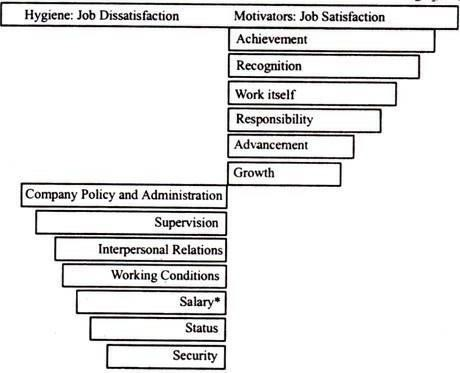 Hygiene: Job Dissatisfaction Motivators: Job Satisfaction
Achievement
Recognition
Work itself
Responsibility
Advancement
Growth
Company Policy and Administration
Supervision
Interpersonal Relations
Working Conditions
Salary*
Status
Security